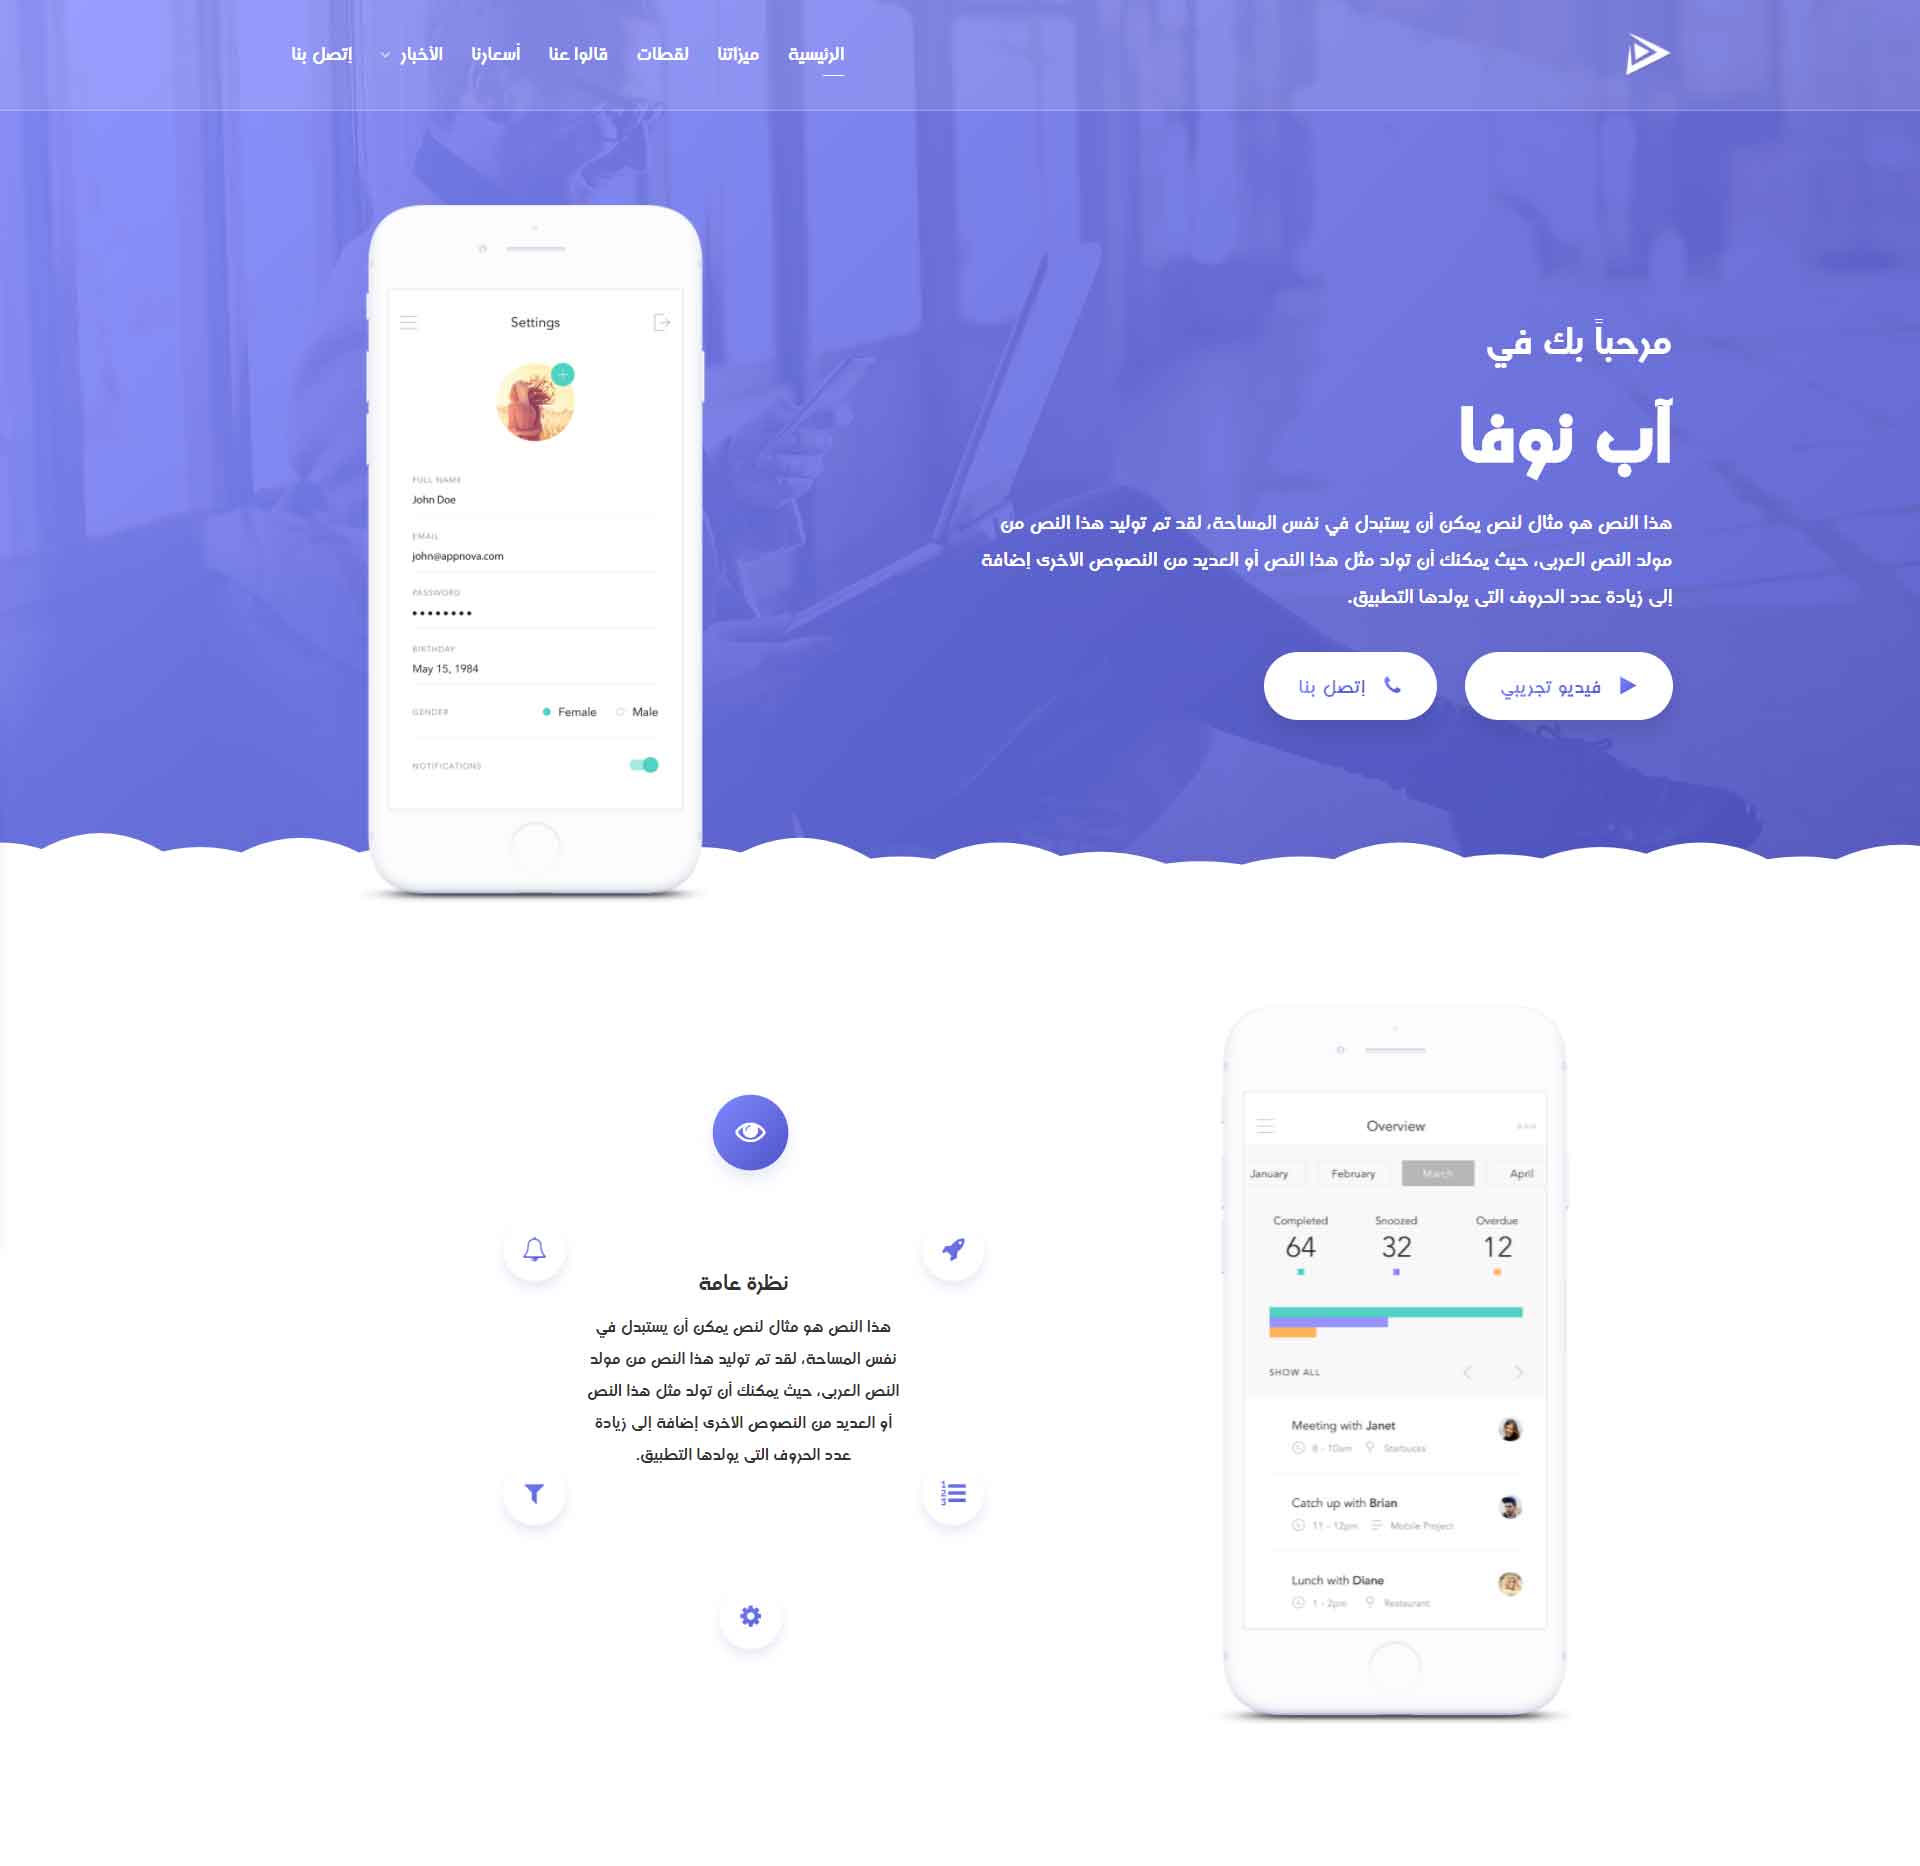 الرئيسية ميزاتنا لقطات قالوا عنا أسعارنا الأخبار إتصل بنا
مرحباً بك في
آب نوفا
هذا النص هو مثال لنص يمكن أن يستبدل في نفس المساحة، لقد تم توليد هذا النص من
مولد النص العربى، حيث يمكنك أن تولد مثل هذا النص أو العديد من النصوص الأخرى إضافة
إلى زيادة عدد الحروف التى يولدها التطبيق.
فيديو تجريبي
إتصل بنا
Settings
FULL NAME
John Doe
EMAIL
john@appnova.com
PASSWORD
BIRTHDAY
May 15, 1984
GENDER Female Male
NOTIFICATIONS
Overview
January February March April
Completed Snoozed Overdue
64 32 12
SHOW ALL
Meeting with Janet
8 - 10am Starbucks
Catch up with Brian
11 - 12pm Mobile Project
Lunch with Diane
1 - 2pm Restaurant
نظرة عامة
هذا النص هو مثال لنص يمكن أن يستبدل في
نفس المساحة، لقد تم توليد هذا النص من مولد
النص العربى، حيث يمكنك أن تولد مثل هذا النص
أو العديد من النصوص الأخرى إضافة إلى زيادة
عدد الحروف التى يولدها التطبيق.